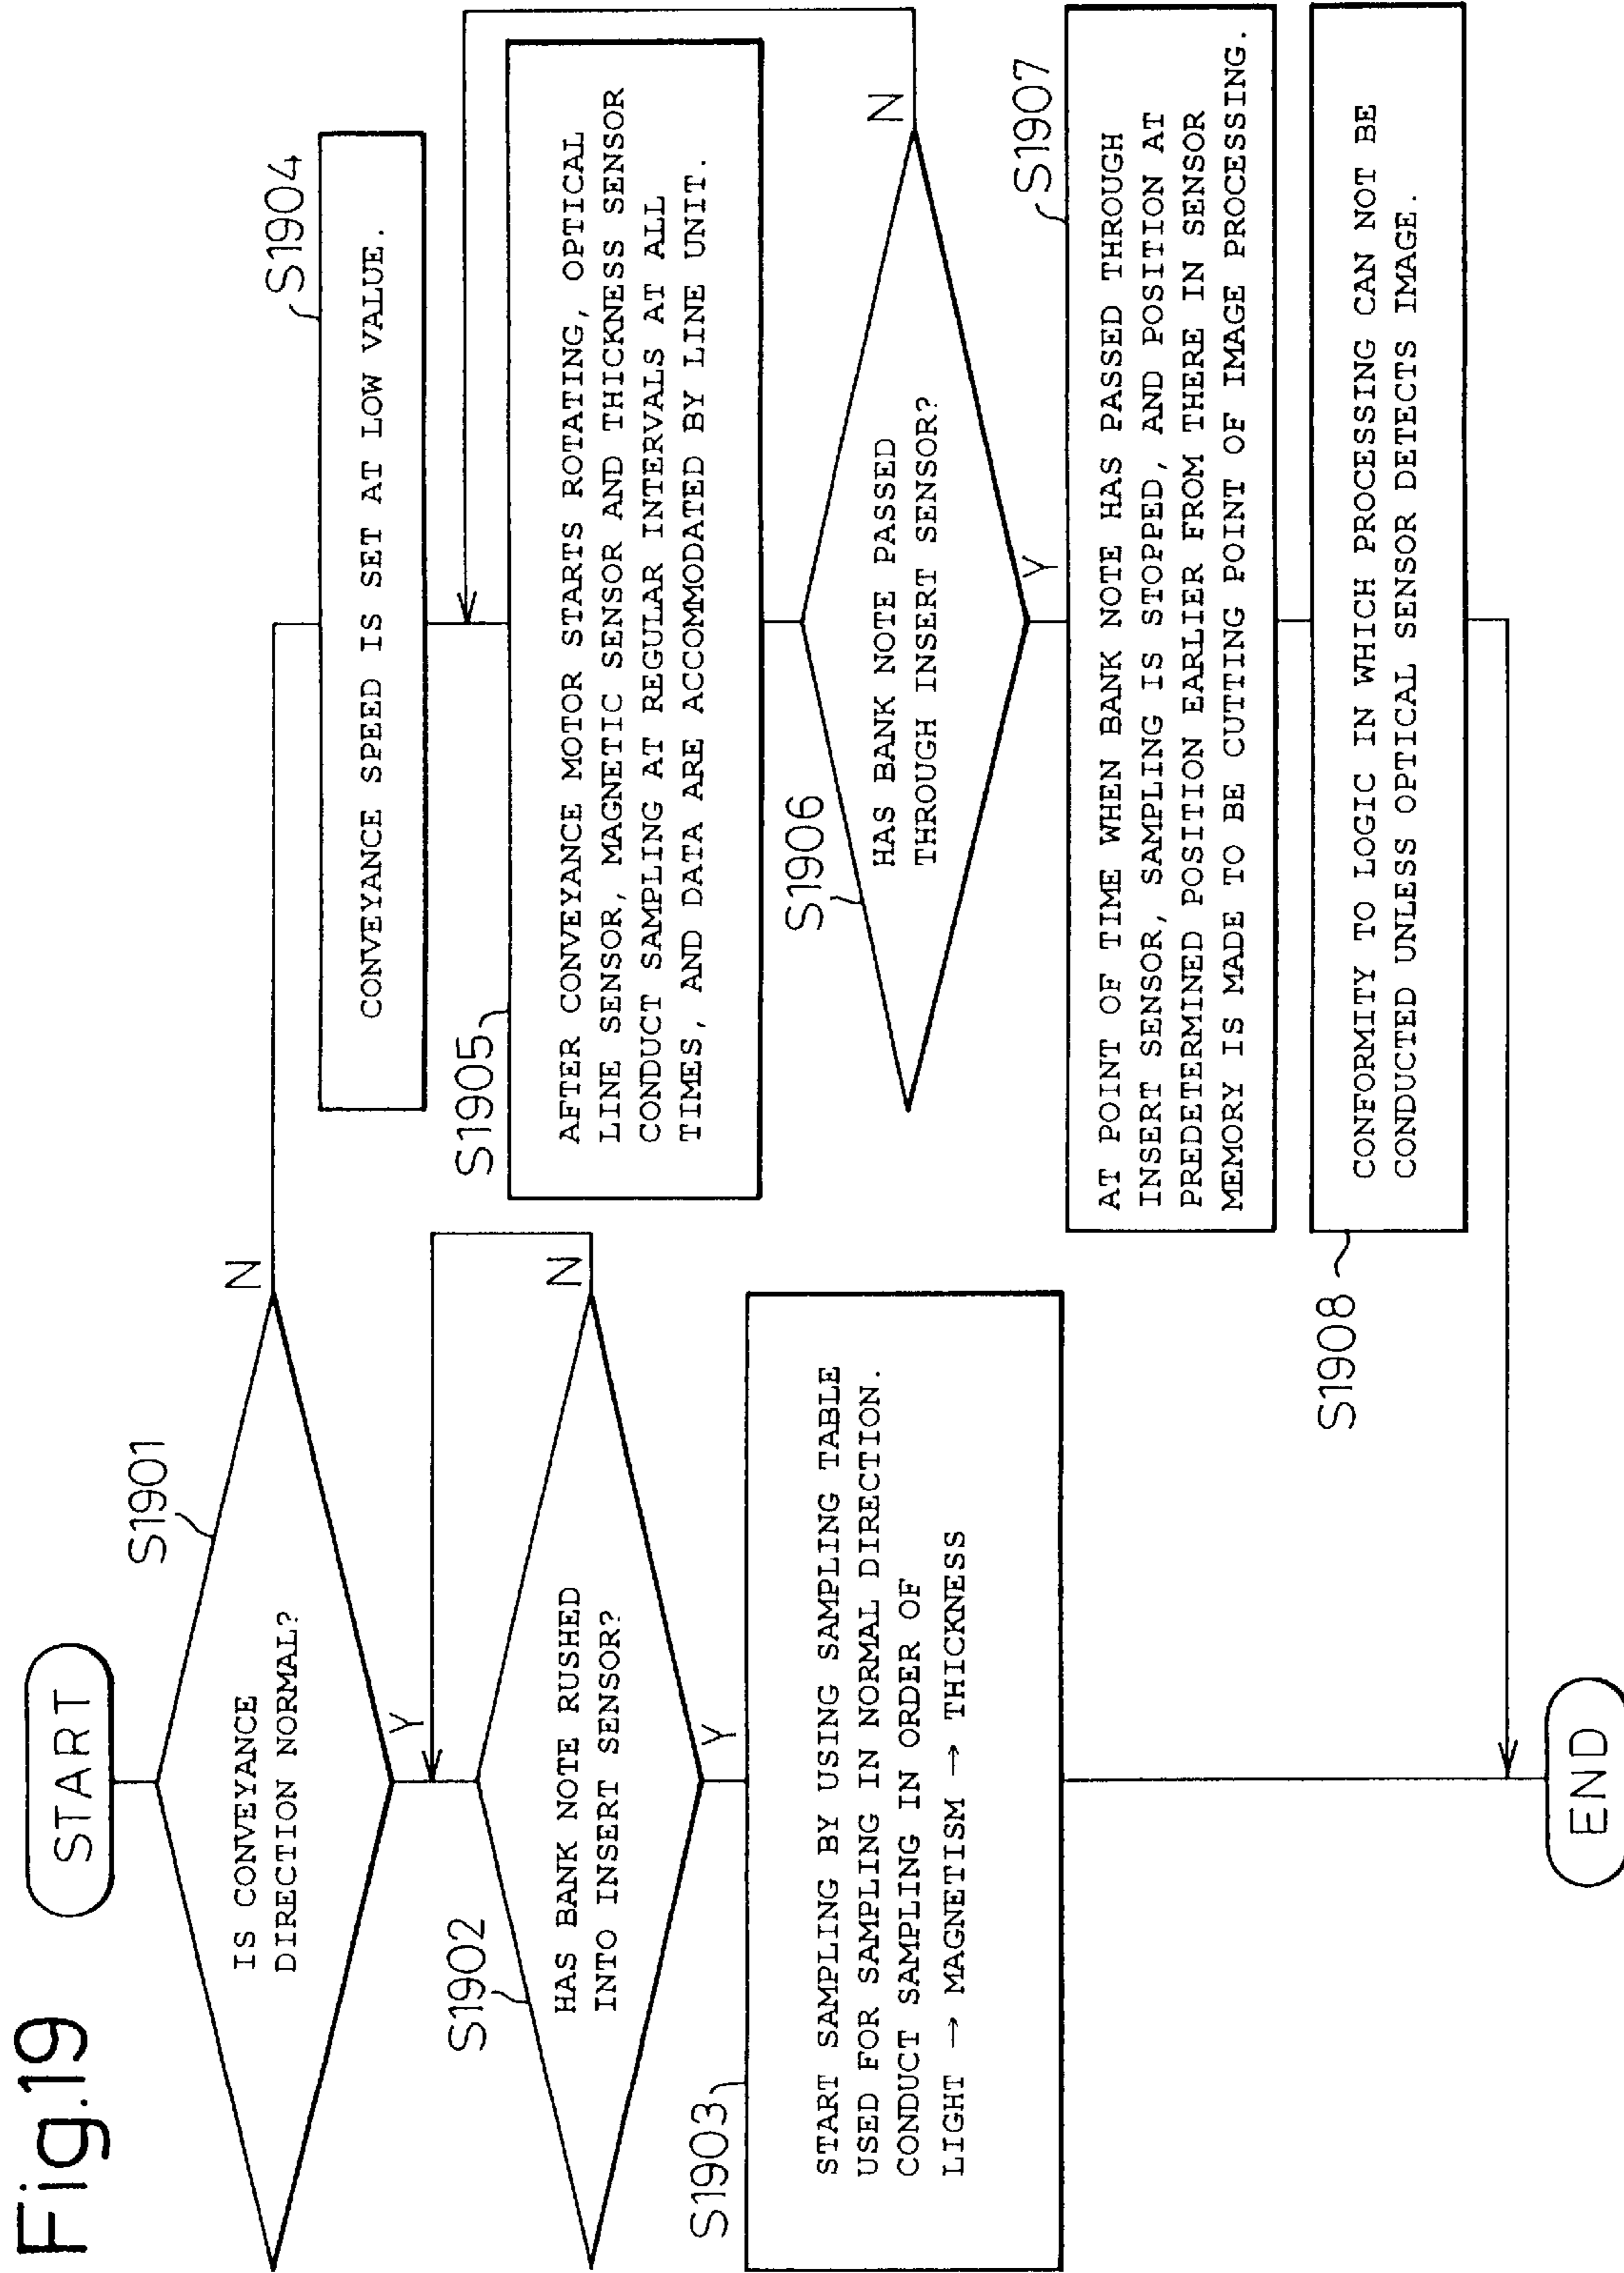 Fig.19
START
S1901
IS CONVEYANCE
DIRECTION NORMAL?
N
Y
S1902
HAS BANK NOTE RUSHED
INTO INSERT SENSOR?
N
Y
S1903
START SAMPLING BY USING SAMPLING TABLE
USED FOR SAMPLING IN NORMAL DIRECTION.
CONDUCT SAMPLING IN ORDER OF
LIGHT → MAGNETISM → THICKNESS
S1904
CONVEYANCE SPEED IS SET AT LOW VALUE.
S1905
AFTER CONVEYANCE MOTOR STARTS ROTATING, OPTICAL
LINE SENSOR, MAGNETIC SENSOR AND THICKNESS SENSOR
CONDUCT SAMPLING AT REGULAR INTERVALS AT ALL
TIMES, AND DATA ARE ACCOMMODATED BY LINE UNIT.
S1906
HAS BANK NOTE PASSED
THROUGH INSERT SENSOR?
N
Y
S1907
AT POINT OF TIME WHEN BANK NOTE HAS PASSED THROUGH
INSERT SENSOR, SAMPLING IS STOPPED, AND POSITION AT
PREDETERMINED POSITION EARLIER FROM THERE IN SENSOR
MEMORY IS MADE TO BE CUTTING POINT OF IMAGE PROCESSING.
S1908
CONFORMITY TO LOGIC IN WHICH PROCESSING CAN NOT BE
CONDUCTED UNLESS OPTICAL SENSOR DETECTS IMAGE.
END